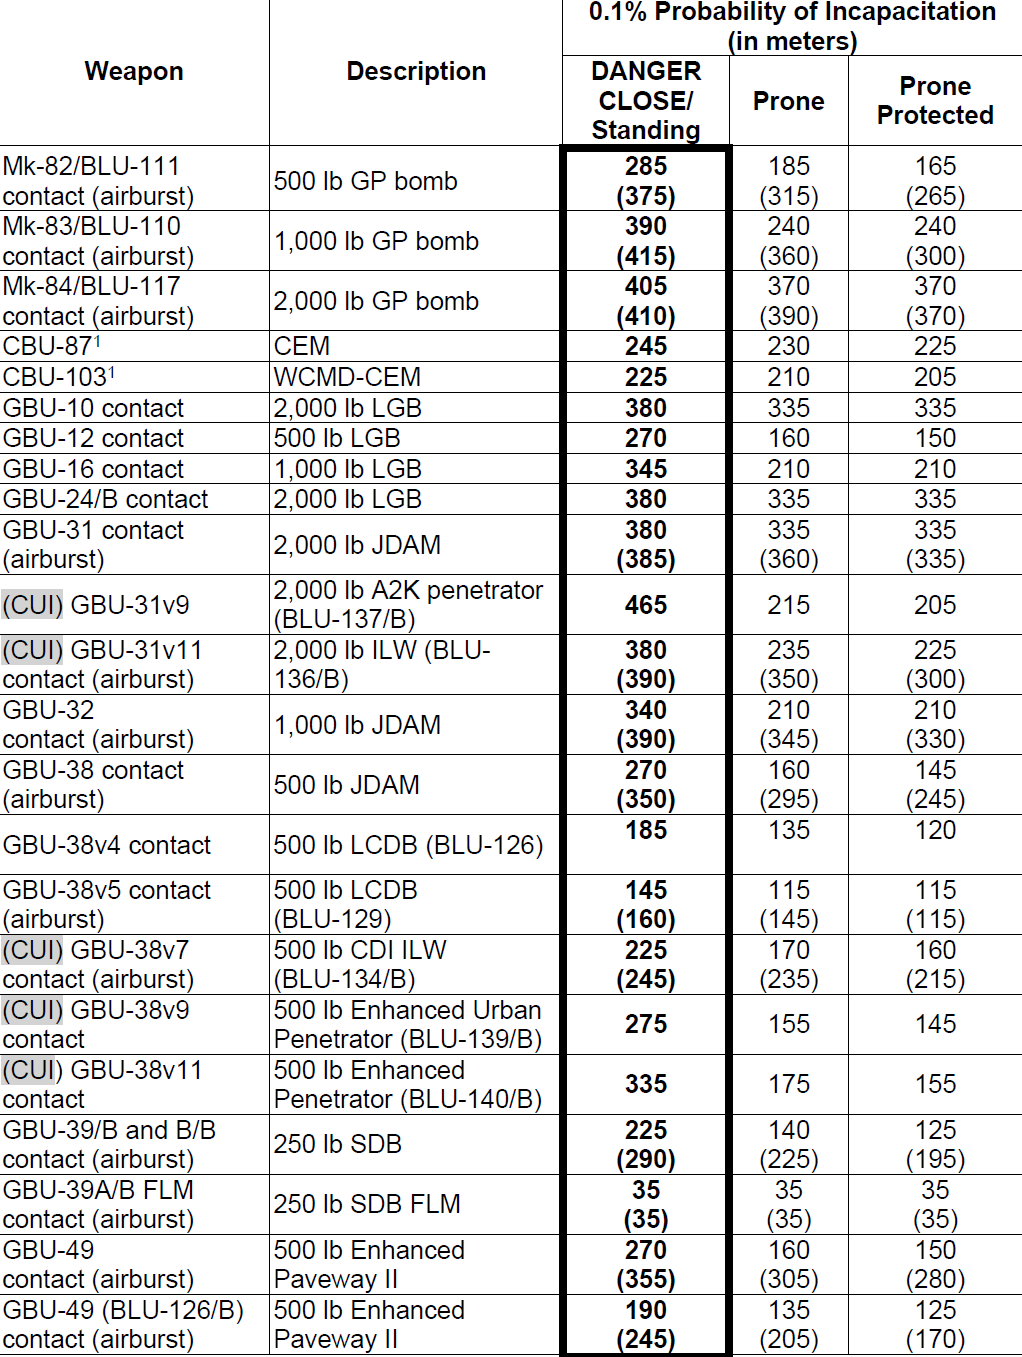 Weapon
Description
0.1% Probability of Incapacitation
(in meters)
DANGER
CLOSE/
Standing
Prone
Prone
Protected
Mk-82/BLU-111
contact (airburst)
500 lb GP bomb
285
(375)
185
(315)
165
(265)
Mk-83/BLU-110
contact (airburst)
1,000 lb GP bomb
390
(415)
240
(360)
240
(300)
Mk-84/BLU-117
contact (airburst)
2,000 lb GP bomb
405
(410)
370
(390)
370
(370)
CBU-87¹
CEM
245
230
225
CBU-103¹
WCMD-CEM
225
210
205
GBU-10 contact
2,000 lb LGB
380
335
335
GBU-12 contact
500 lb LGB
270
160
150
GBU-16 contact
1,000 lb LGB
345
210
210
GBU-24/B contact
2,000 lb LGB
380
335
335
GBU-31 contact
(airburst)
2,000 lb JDAM
380
(385)
335
(360)
335
(335)
(CUI) GBU-31v9
2,000 lb A2K penetrator
(BLU-137/B)
465
215
205
(CUI) GBU-31v11
contact (airburst)
2,000 lb ILW (BLU-
136/B)
380
(390)
235
(350)
225
(300)
GBU-32
contact (airburst)
1,000 lb JDAM
340
(390)
210
(345)
210
(330)
GBU-38 contact
(airburst)
500 lb JDAM
270
(350)
160
(295)
145
(245)
GBU-38v4 contact
500 lb LCDB (BLU-126)
185
135
120
GBU-38v5 contact
(airburst)
500 lb LCDB
(BLU-129)
145
(160)
115
(145)
115
(115)
(CUI) GBU-38v7
contact (airburst)
500 lb CDI ILW
(BLU-134/B)
225
(245)
170
(235)
160
(215)
(CUI) GBU-38v9
contact
500 lb Enhanced Urban
Penetrator (BLU-139/B)
275
155
145
(CUI) GBU-38v11
contact
500 lb Enhanced
Penetrator (BLU-140/B)
335
175
155
GBU-39/B and B/B
contact (airburst)
250 lb SDB
225
(290)
140
(225)
125
(195)
GBU-39A/B FLM
contact (airburst)
250 lb SDB FLM
35
(35)
35
(35)
35
(35)
GBU-49
contact (airburst)
500 lb Enhanced
Paveway II
270
(355)
160
(305)
150
(280)
GBU-49 (BLU-126/B)
contact (airburst)
500 lb Enhanced
Paveway II
190
(245)
135
(205)
125
(170)